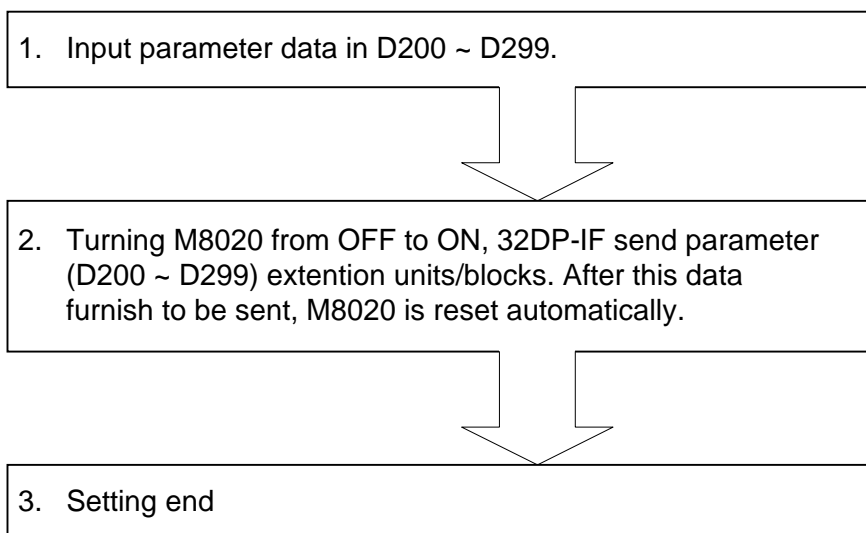 1. Input parameter data in D200 ~ D299.
2. Turning M8020 from OFF to ON, 32DP-IF send parameter
(D200 ~ D299) extention units/blocks. After this data
furnish to be sent, M8020 is reset automatically.
3. Setting end